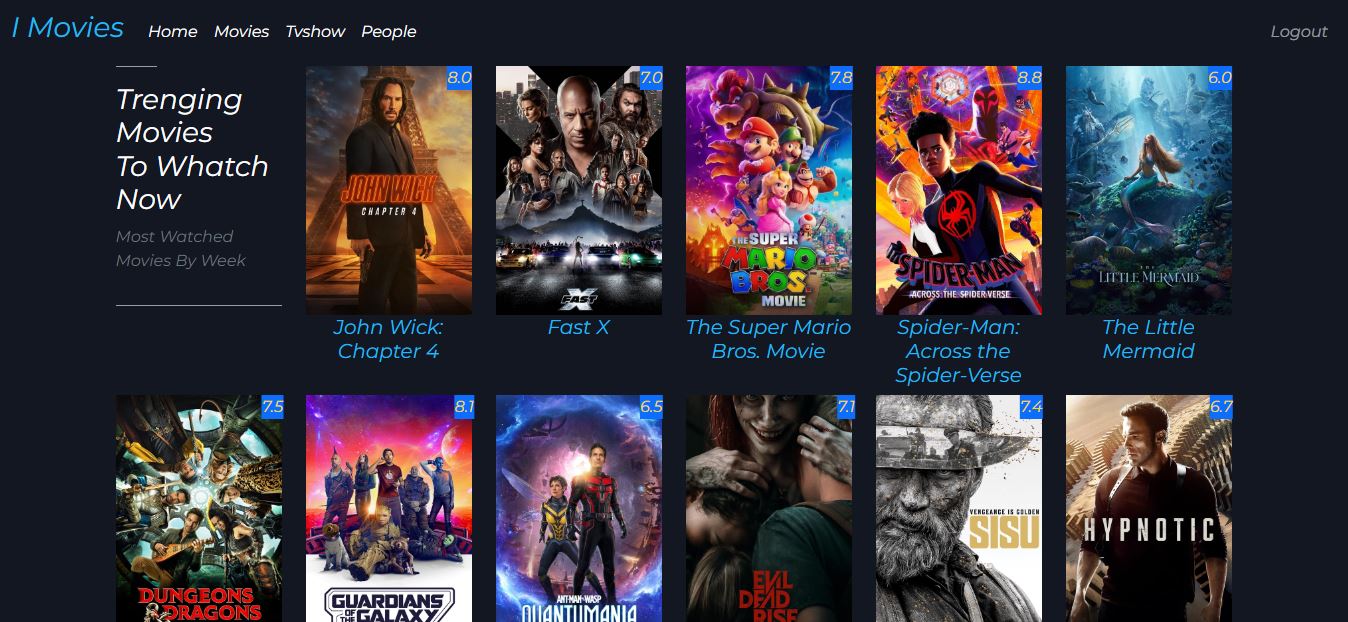 I Movies
Home Movies Tvshow People
Logout
Trenging
Movies
To Whatch
Now
Most Watched
Movies By Week
8.0
JOHN WICK
CHAPTER 4
John Wick:
Chapter 4
7.0
FAST X
Fast X
7.8
THE SUPER
MARIO
BROS.
MOVIE
The Super Mario
Bros. Movie
8.8
SPIDER-MAN
ACROSS THE SPIDER-VERSE
Spider-Man:
Across the
Spider-Verse
6.0
THE
LITTLE MERMAID
The Little
Mermaid
7.5
DUNGEONS
DRAGONS
8.1
GUARDIANS
OF THE GALAXY
6.5
ANT-MAN AND WASP
QUANTUMANIA
7.1
EVIL
DEAD
RISE
7.4
VENGEANCE IS GOLDEN
SISU
6.7
HYPNOTIC